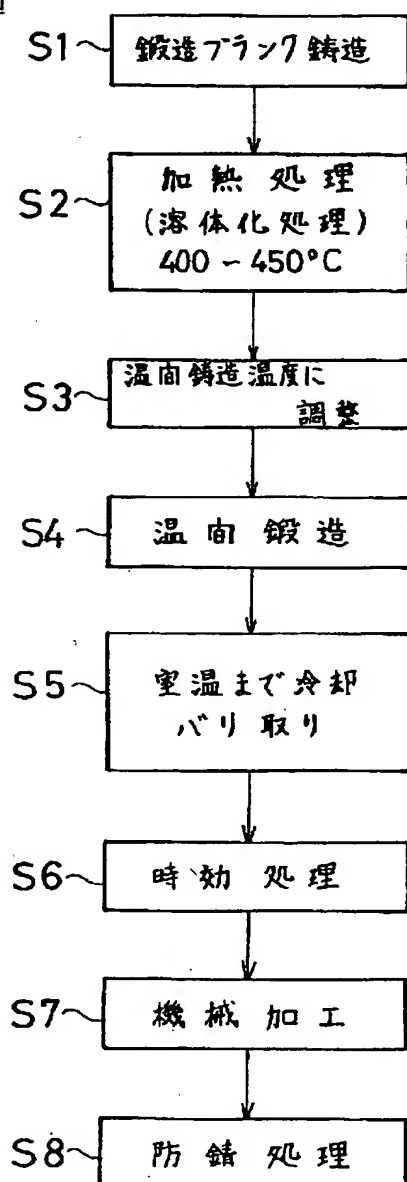 S1 鍛造ブランク鋳造
S2 加熱処理
(溶体化処理)
400~450°C
S3 温間鋳造温度に
調整
S4 温間鍛造
S5 室温まで冷却
バリ取り
S6 時効処理
S7 機械加工
S8 防錆処理